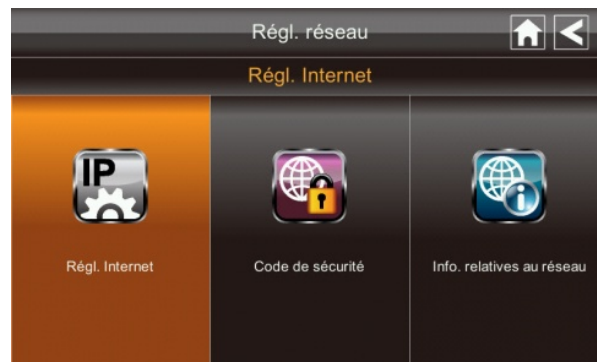 Régl. réseau
Régl. Internet
IP
Régl. Internet
Code de sécurité
Info. relatives au réseau